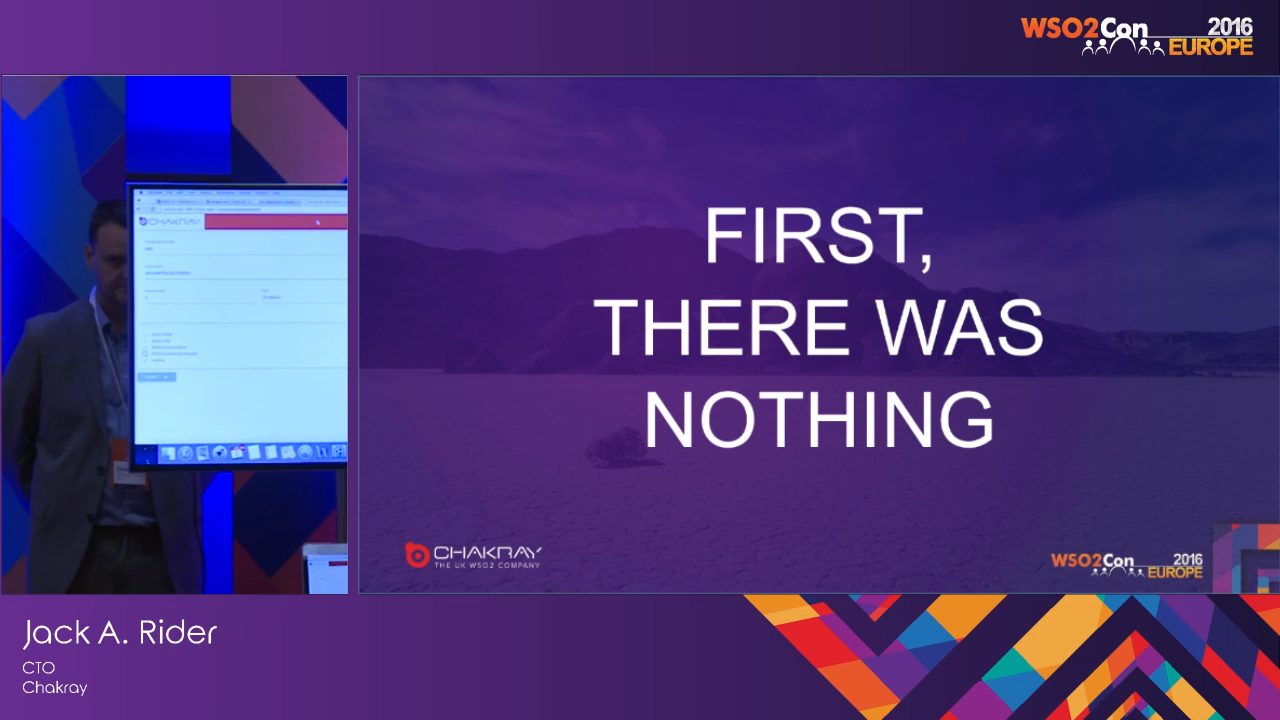 WSO2Con 2016
EUROPE
CHAKRAY
FIRST,
THERE WAS
NOTHING
CHAKRAY
THE UK WSO2 COMPANY
WSO2Con 2016
EUROPE
Jack A. Rider
CTO
Chakray